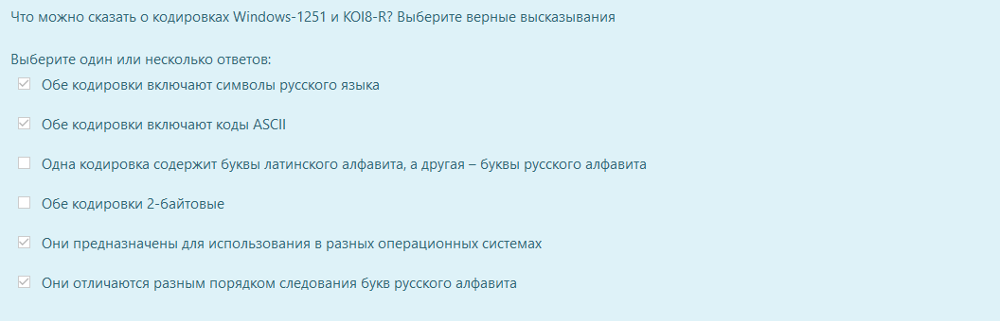 Что можно сказать о кодировках Windows-1251 и KOI8-R? Выберите верные высказывания
Выберите один или несколько ответов:
Обе кодировки включают символы русского языка
Обе кодировки включают коды ASCII
Одна кодировка содержит буквы латинского алфавита, а другая – буквы русского алфавита
Обе кодировки 2-байтовые
Они предназначены для использования в разных операционных системах
Они отличаются разным порядком следования букв русского алфавита